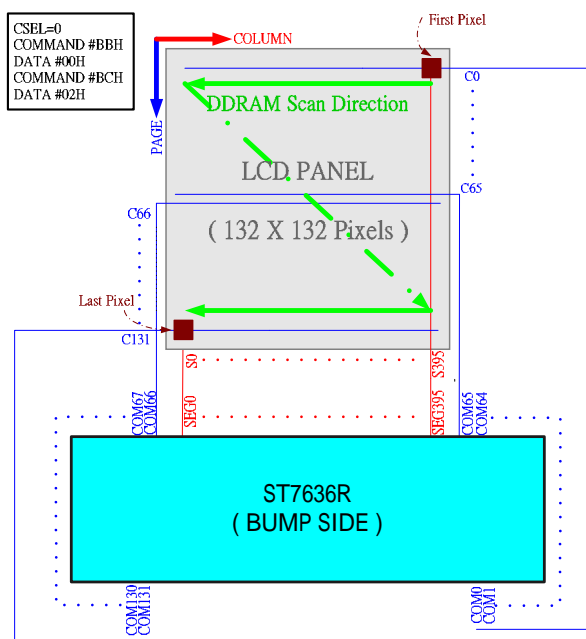 CSEL=0
COMMAND #BBH
DATA #00H
COMMAND #BCH
DATA #02H
COLUMN
PAGE
First Pixel
C0
DDRAM Scan Direction
LCD PANEL
C65
C66
( 132 X 132 Pixels )
Last Pixel
C131
S0
S395
SEG0
SEG395
COM67
COM66
COM65
COM64
ST7636R
( BUMP SIDE )
COM130
COM131
COM0
COM1